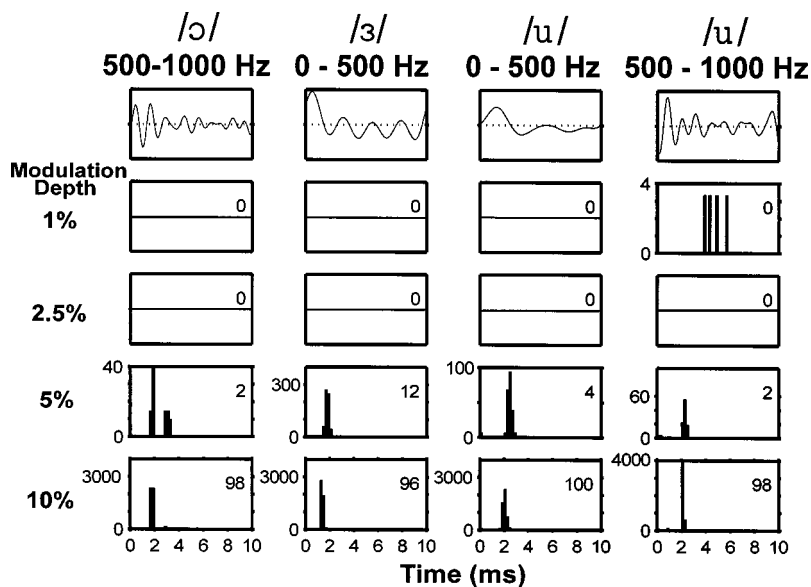 /ɔ/ /ɜ/ /u/ /u/
500-1000 Hz 0 - 500 Hz 0 - 500 Hz 500 - 1000 Hz
Modulation
Depth
1% 0 0 0 4 0 0
2.5% 0 0 0 0
5% 40 0 2 300 0 12 100 0 4 60 0 2
10% 3000 0 98 3000 0 96 3000 0 100 4000 0 98
0 2 4 6 8 10 0 2 4 6 8 10 0 2 4 6 8 10 0 2 4 6 8 10
Time (ms)